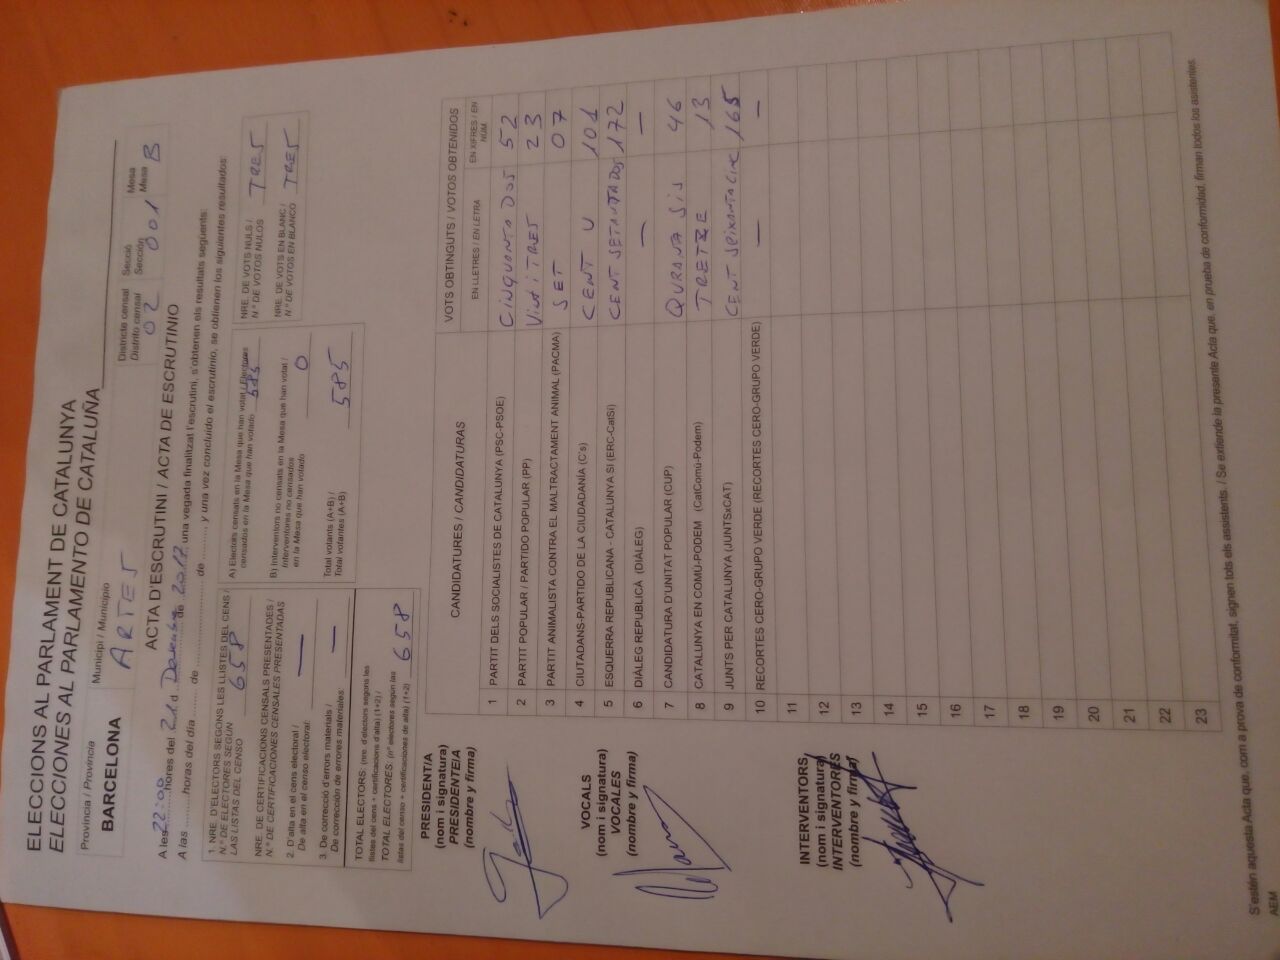 ELECCIONS AL PARLAMENT DE CATALUNYA
ELECCIONES AL PARLAMENTO DE CATALUÑA
Província / Provincia
BARCELONA
Municipi / Municipio
ARTES
Districte censal
Distrito censal
02
Secció
Sección
001
Mesa
Mesa
B
ACTA D'ESCRUTINI / ACTA DE ESCRUTINIO
A les 22:00 hores del de de 2017, una vegada finalitzat l'escrutini, s'obtenen els resultats següents:
A las ........ horas del día ........ de ........ de ........ y una vez concluido el escrutinio, se obtienen los siguientes resultados:
1. NRE. D'ELECTORS SEGONS LES LLISTES DEL CENS /
N.º DE ELECTORES SEGÚN
LAS LISTAS DEL CENSO
658
NRE. DE CERTIFICACIONS CENSALS PRESENTADES /
N.º DE CERTIFICACIONES CENSALES PRESENTADAS
2. D'alta en el cens electoral /
De alta en el censo electoral: —
3. De correcció d'errors materials /
De corrección de errores materiales: —
TOTAL ELECTORS: (nre. d'electors segons les
llistes del cens + certificacions d'alta) (1+2) /
TOTAL ELECTORES: (nº electores según las
listas del censo + certificaciones de alta) (1+2)
658
A) Electors censats en la Mesa que han votat / Electores
censados en la Mesa que han votado 585
B) Interventors no censats en la Mesa que han votat /
Interventores no censados
en la Mesa que han votado
0
Total votants (A+B) /
Total votantes (A+B)
585
NRE. DE VOTS NULS /
N.º DE VOTOS NULOS
TRES
NRE. DE VOTS EN BLANC /
N.º DE VOTOS EN BLANCO
TRES
PRESIDENTIA
(nom i signatura)
PRESIDENTE/A
(nombre y firma)
VOCALS
(nom i signatura)
VOCALES
(nombre y firma)
INTERVENTORS
(nom i signatura)
INTERVENTORES
(nombre y firma)
CANDIDATURES / CANDIDATURAS
VOTS OBTINGUTS / VOTOS OBTENIDOS
EN LLETRES / EN LETRA
EN XIFRES / EN NÚM.
1 PARTIT DELS SOCIALISTES DE CATALUNYA (PSC-PSOE) CINQUANTA DOS 52
2 PARTIT POPULAR / PARTIDO POPULAR (PP) VINTITRES 23
3 PARTIT ANIMALISTA CONTRA EL MALTRACTAMENT ANIMAL (PACMA) SET 07
4 CIUTADANS-PARTIDO DE LA CIUDADANÍA (C's) CENT U 101
5 ESQUERRA REPUBLICANA - CATALUNYA SÍ (ERC-CatSí) CENT SETANTA DOS 172
6 DIÀLEG REPUBLICÀ (DIÀLEG) — —
7 CANDIDATURA D'UNITAT POPULAR (CUP) QURANTA SIS 46
8 CATALUNYA EN COMÚ-PODEM (CatComú-Podem) TRETZE 13
9 JUNTS PER CATALUNYA (JUNTSxCAT) CENT 165
10 RECORTES CERO-GRUPO VERDE (RECORTES CERO-GRUPO VERDE) — —
11
12
13
14
15
16
17
18
19
20
21
22
23
S'estén aquesta Acta que, com a prova de conformitat, signen tots els assistents. / Se extiende la presente Acta que, en prueba de conformidad, firman todos los asistentes.
AEM